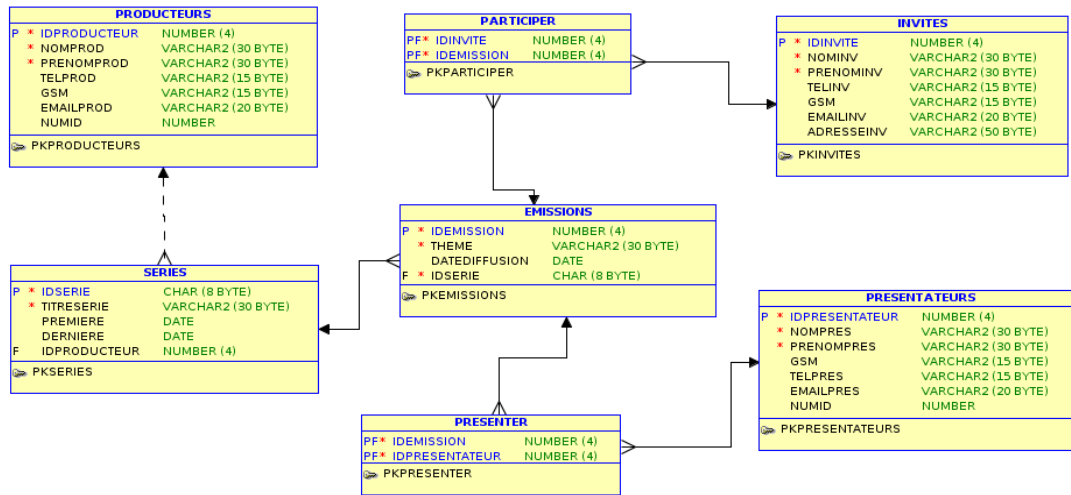 PRODUCTEURS
P * IDPRODUCTEUR NUMBER (4)
* NOMPROD VARCHAR2 (30 BYTE)
* PRENOMPROD VARCHAR2 (30 BYTE)
TELPROD VARCHAR2 (15 BYTE)
GSM VARCHAR2 (15 BYTE)
EMAILPROD VARCHAR2 (20 BYTE)
NUMID NUMBER
PKPRODUCTEURS
PARTICIPER
PF* IDINVITE NUMBER (4)
PF* IDEMISSION NUMBER (4)
PKPARTICIPER
INVITES
P * IDINVITE NUMBER (4)
* NOMINV VARCHAR2 (30 BYTE)
* PRENOMINV VARCHAR2 (30 BYTE)
TELINV VARCHAR2 (15 BYTE)
GSM VARCHAR2 (15 BYTE)
EMAILINV VARCHAR2 (20 BYTE)
ADRESSEINV VARCHAR2 (50 BYTE)
PKINVITES
EMISSIONS
P * IDEMISSION NUMBER (4)
* THEME VARCHAR2 (30 BYTE)
DATEDIFFUSION DATE
F * IDSERIE CHAR (8 BYTE)
PKEMISSIONS
SERIES
P * IDSERIE CHAR (8 BYTE)
* TITRESERIE VARCHAR2 (30 BYTE)
PREMIERE DATE
DERNIERE DATE
F IDPRODUCTEUR NUMBER (4)
PKSERIES
PRESENTATEURS
P * IDPRESENTATEUR NUMBER (4)
* NOMPRES VARCHAR2 (30 BYTE)
* PRENOMPRES VARCHAR2 (30 BYTE)
GSM VARCHAR2 (15 BYTE)
TELPRES VARCHAR2 (15 BYTE)
EMAILPRES VARCHAR2 (20 BYTE)
NUMID NUMBER
PKPRESENTATEURS
PRESENTER
PF* IDEMISSION NUMBER (4)
PF* IDPRESENTATEUR NUMBER (4)
PKPRESENTER